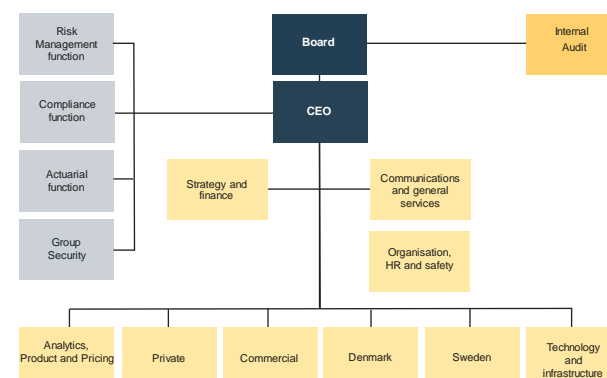 Risk
Management
function
Board
Internal
Audit
Compliance
function
CEO
Actuarial
function
Strategy and
finance
Communications
and general
services
Group
Security
Organisation,
HR and safety
Analytics,
Product and Pricing
Private
Commercial
Denmark
Sweden
Technology
and
infrastructure